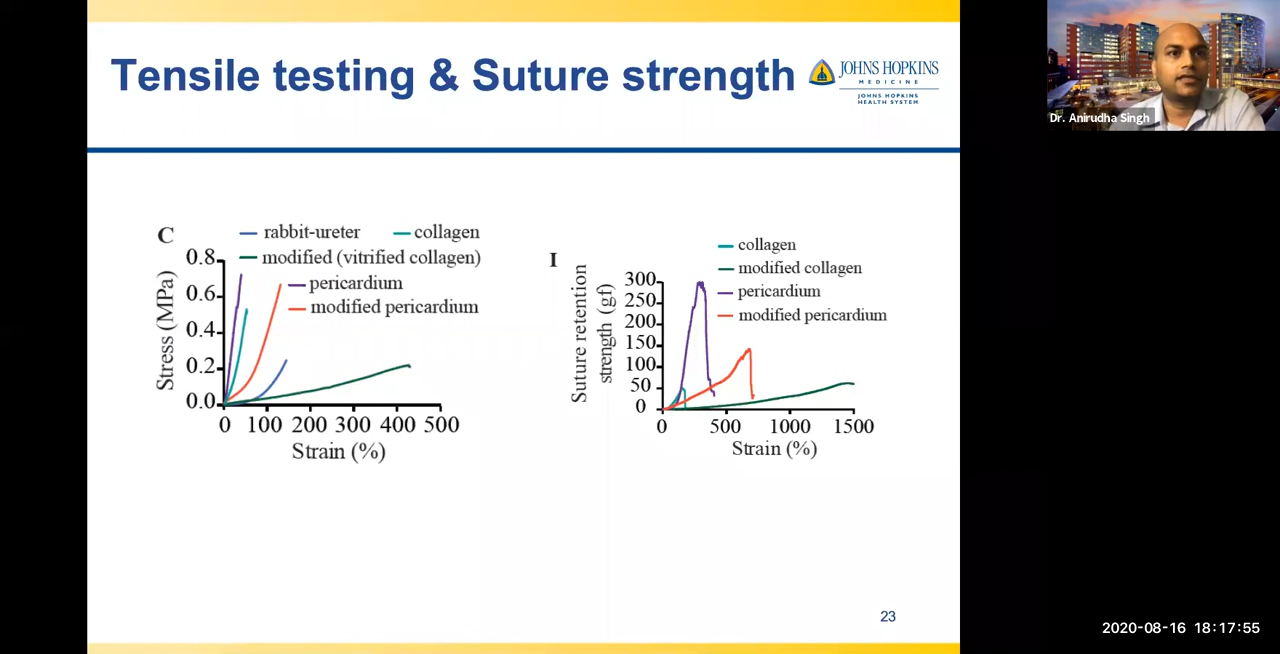 Tensile testing & Suture strength
JOHNS HOPKINS
MEDICINE
JOHNS HOPKINS
HEALTH SYSTEM
Dr. Anirudha Singh
C
rabbit-ureter
collagen
modified (vitrified collagen)
pericardium
modified pericardium
Stress (MPa)
0.8
0.6
0.4
0.2
0.0
0 100 200 300 400 500
Strain (%)
I
collagen
modified collagen
pericardium
modified pericardium
Suture retention
strength (gf)
300
250
200
150
100
50
0
0 500 1000 1500
Strain (%)
23
2020-08-16 18:17:55